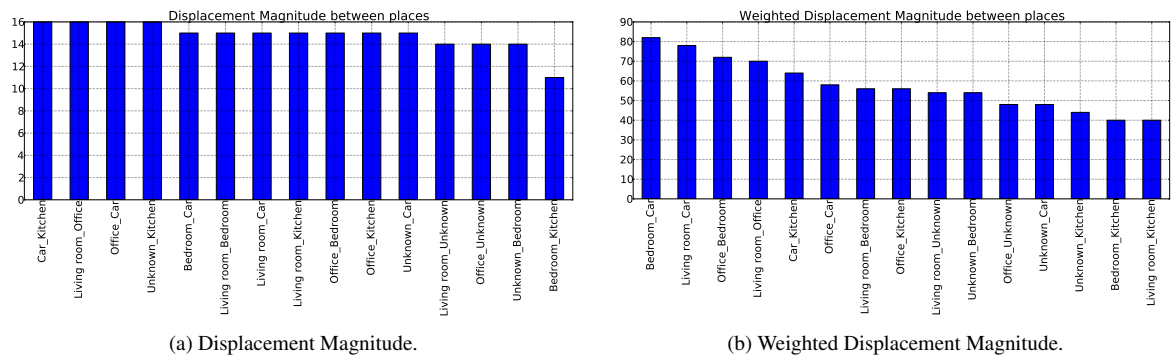 Displacement Magnitude between places
16
14
12
10
8
6
4
2
0
Car_Kitchen
Living room_Office
Office_Car
Unknown_Kitchen
Bedroom_Car
Living room_Bedroom
Living room_Car
Living room_Kitchen
Office_Bedroom
Office_Kitchen
Unknown_Car
Living room_Unknown
Office_Unknown
Unknown_Bedroom
Bedroom_Kitchen
(a) Displacement Magnitude.
Weighted Displacement Magnitude between places
90
80
70
60
50
40
30
20
10
0
Bedroom_Car
Living room_Car
Office_Bedroom
Living room_Office
Car_Kitchen
Office_Car
Living room_Bedroom
Office_Kitchen
Living room_Unknown
Unknown_Bedroom
Office_Unknown
Unknown_Car
Unknown_Kitchen
Bedroom_Kitchen
Living room_Kitchen
(b) Weighted Displacement Magnitude.